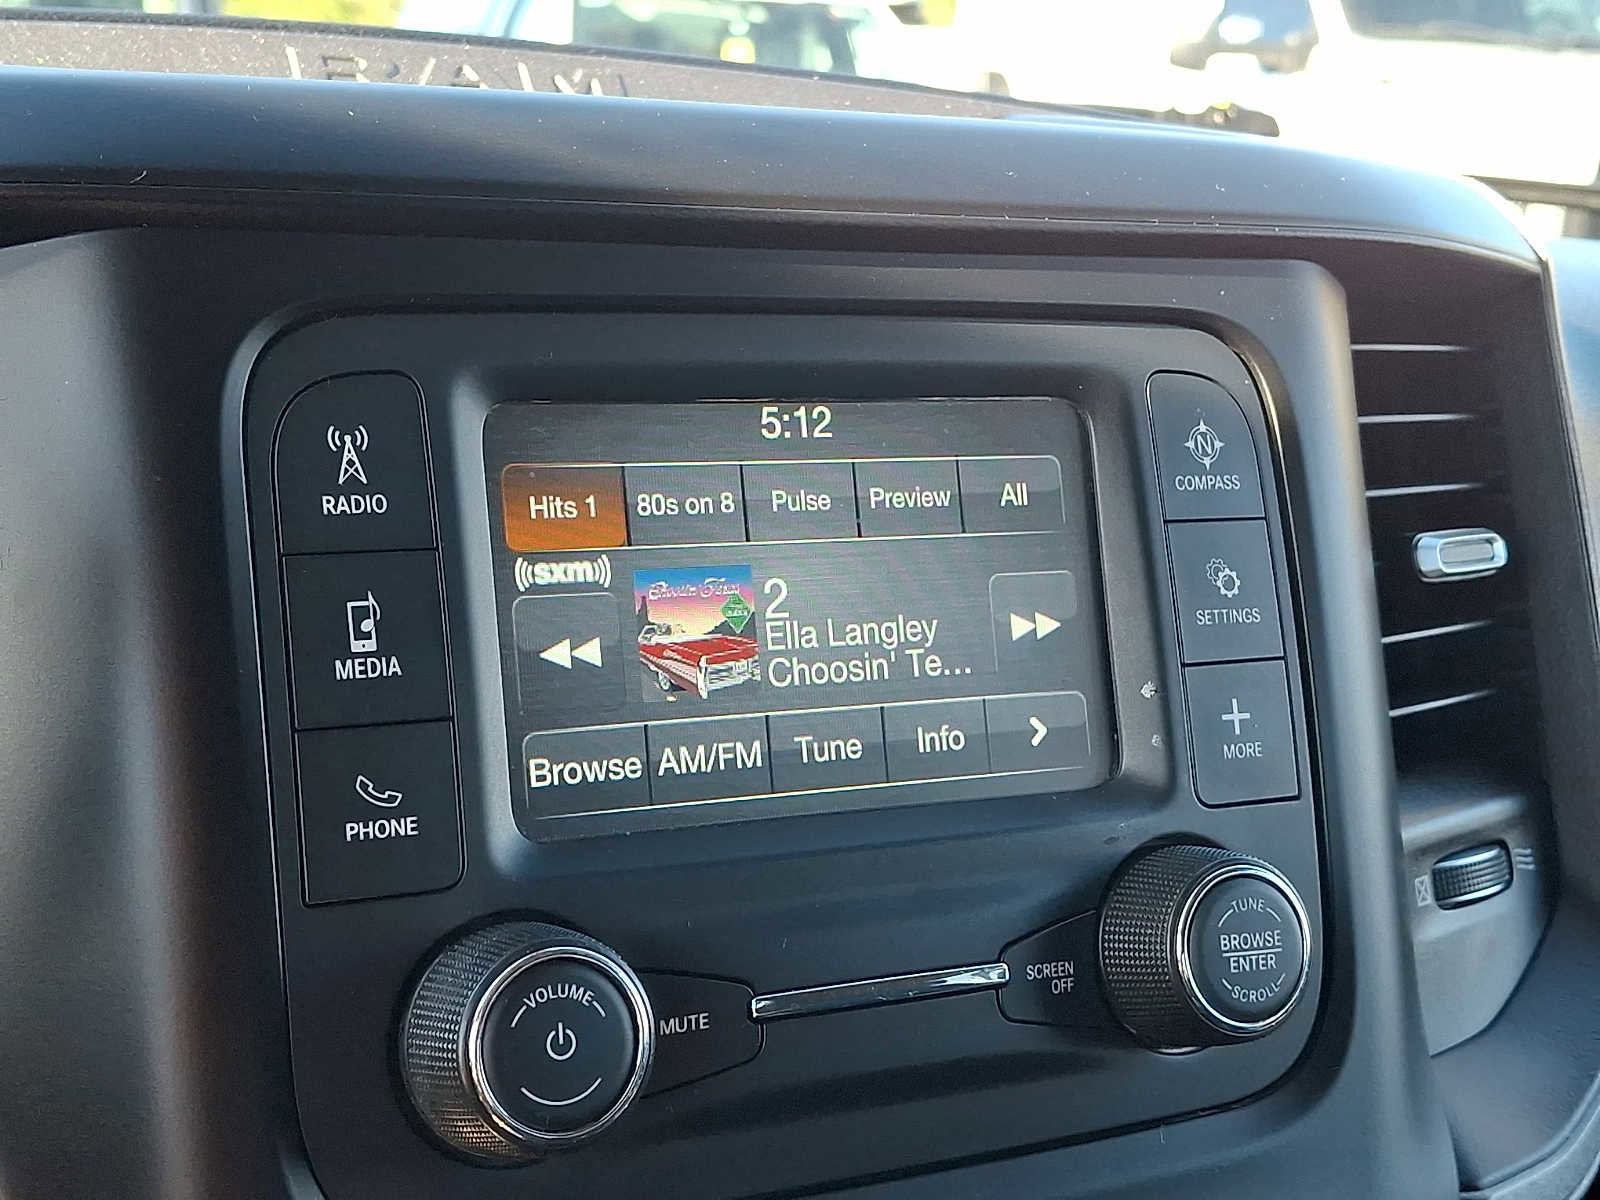 RAM
5:12
Hits 1
80s on 8
Pulse
Preview
All
((sxm))
2
Ella Langley
Choosin' Te...
Browse
AM/FM
Tune
Info
RADIO
MEDIA
PHONE
N
COMPASS
SETTINGS
MORE
VOLUME
MUTE
SCREEN
OFF
TUNE
BROWSE
ENTER
SCROLL